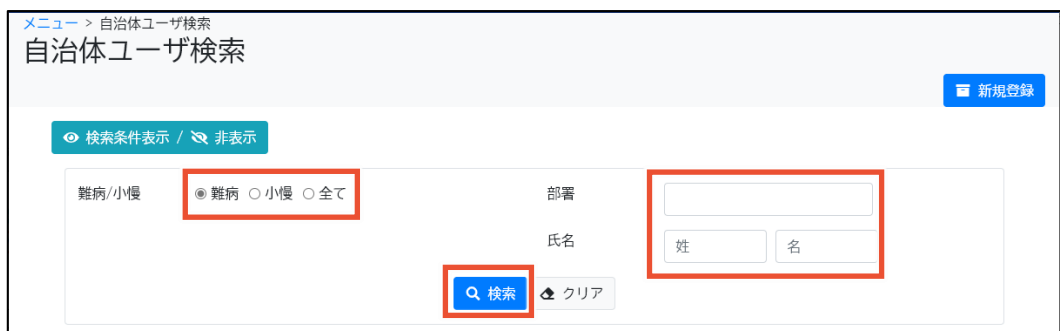 メニュー > 自治体ユーザ検索
自治体ユーザ検索
新規登録
検索条件表示 / 非表示
難病/小慢 難病 小慢 全て 部署
氏名 姓 名
検索 クリア